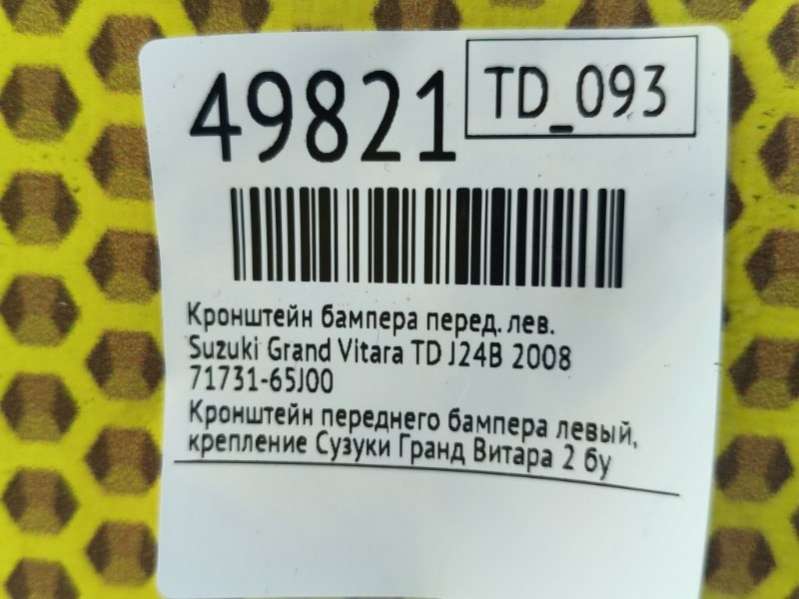 49821
TD_093
Кронштейн бампера перед. лев.
Suzuki Grand Vitara TD J24B 2008
71731-65J00
Кронштейн переднего бампера левый,
крепление Сузуки Гранд Витара 2 бу